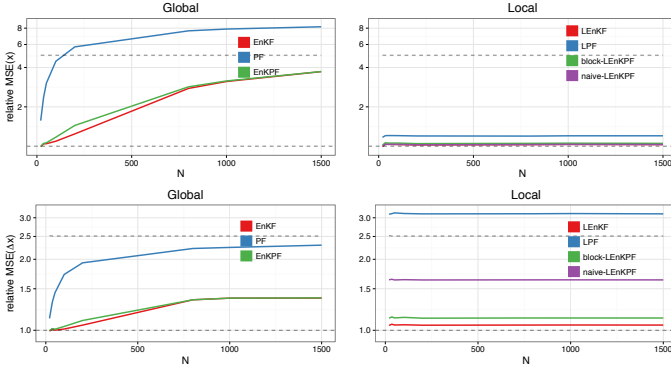 Global
Local
relative MSE(x)
8
6
4
2
EnKF
PF
EnKPF
LEnKF
LPF
block-LEnKPF
naive-LEnKPF
0
500
1000
1500
0
500
1000
1500
N
N
Global
Local
relative MSE(Δx)
3.0
2.5
2.0
1.5
1.0
EnKF
PF
EnKPF
3.0
2.5
2.0
1.5
1.0
LEnKF
LPF
block-LEnKPF
naive-LEnKPF
0
500
1000
1500
0
500
1000
1500
N
N